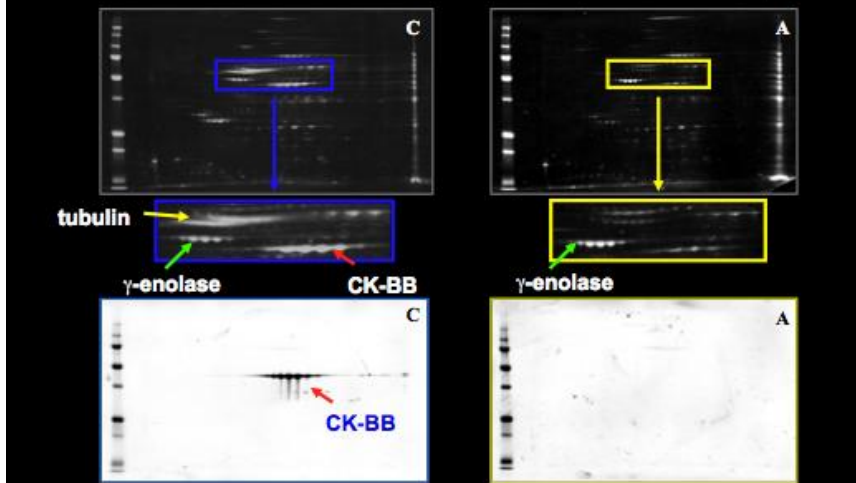 C
A
tubulin
γ-enolase
CK-BB
γ-enolase
C
A
CK-BB